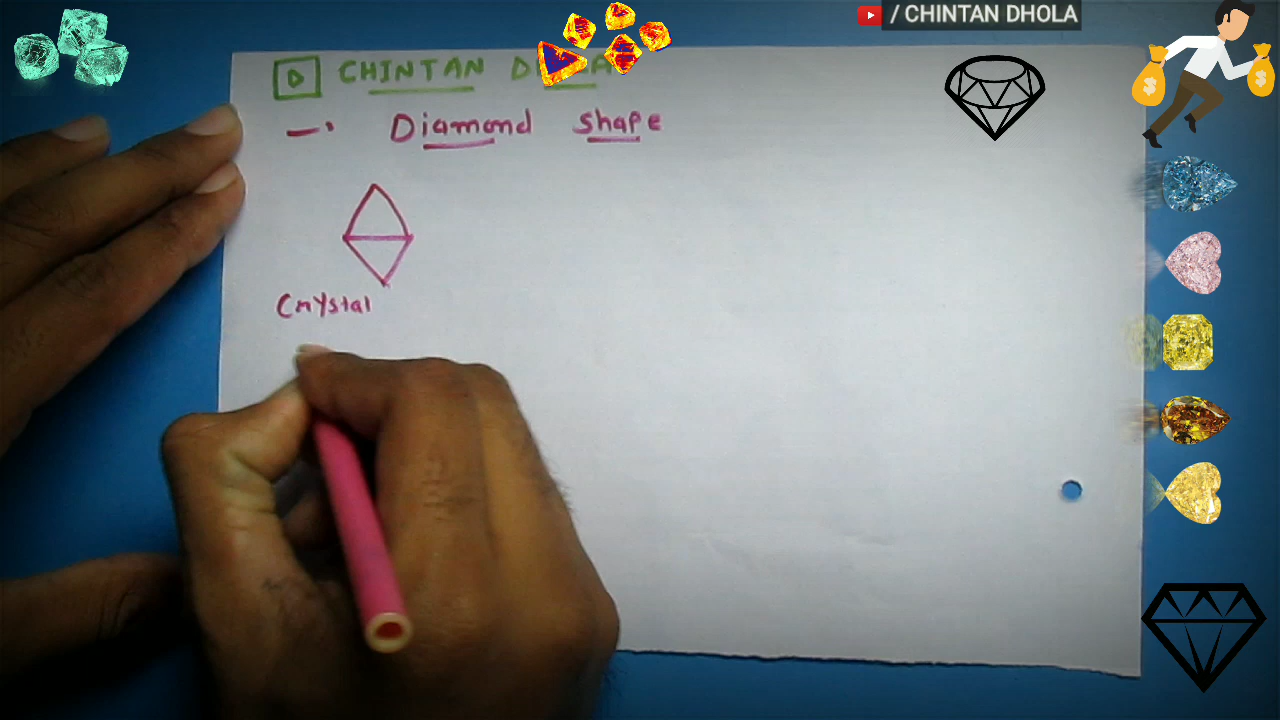 / CHINTAN DHOLA
D CHINTAN
Diamond shape
Crystal
$ $